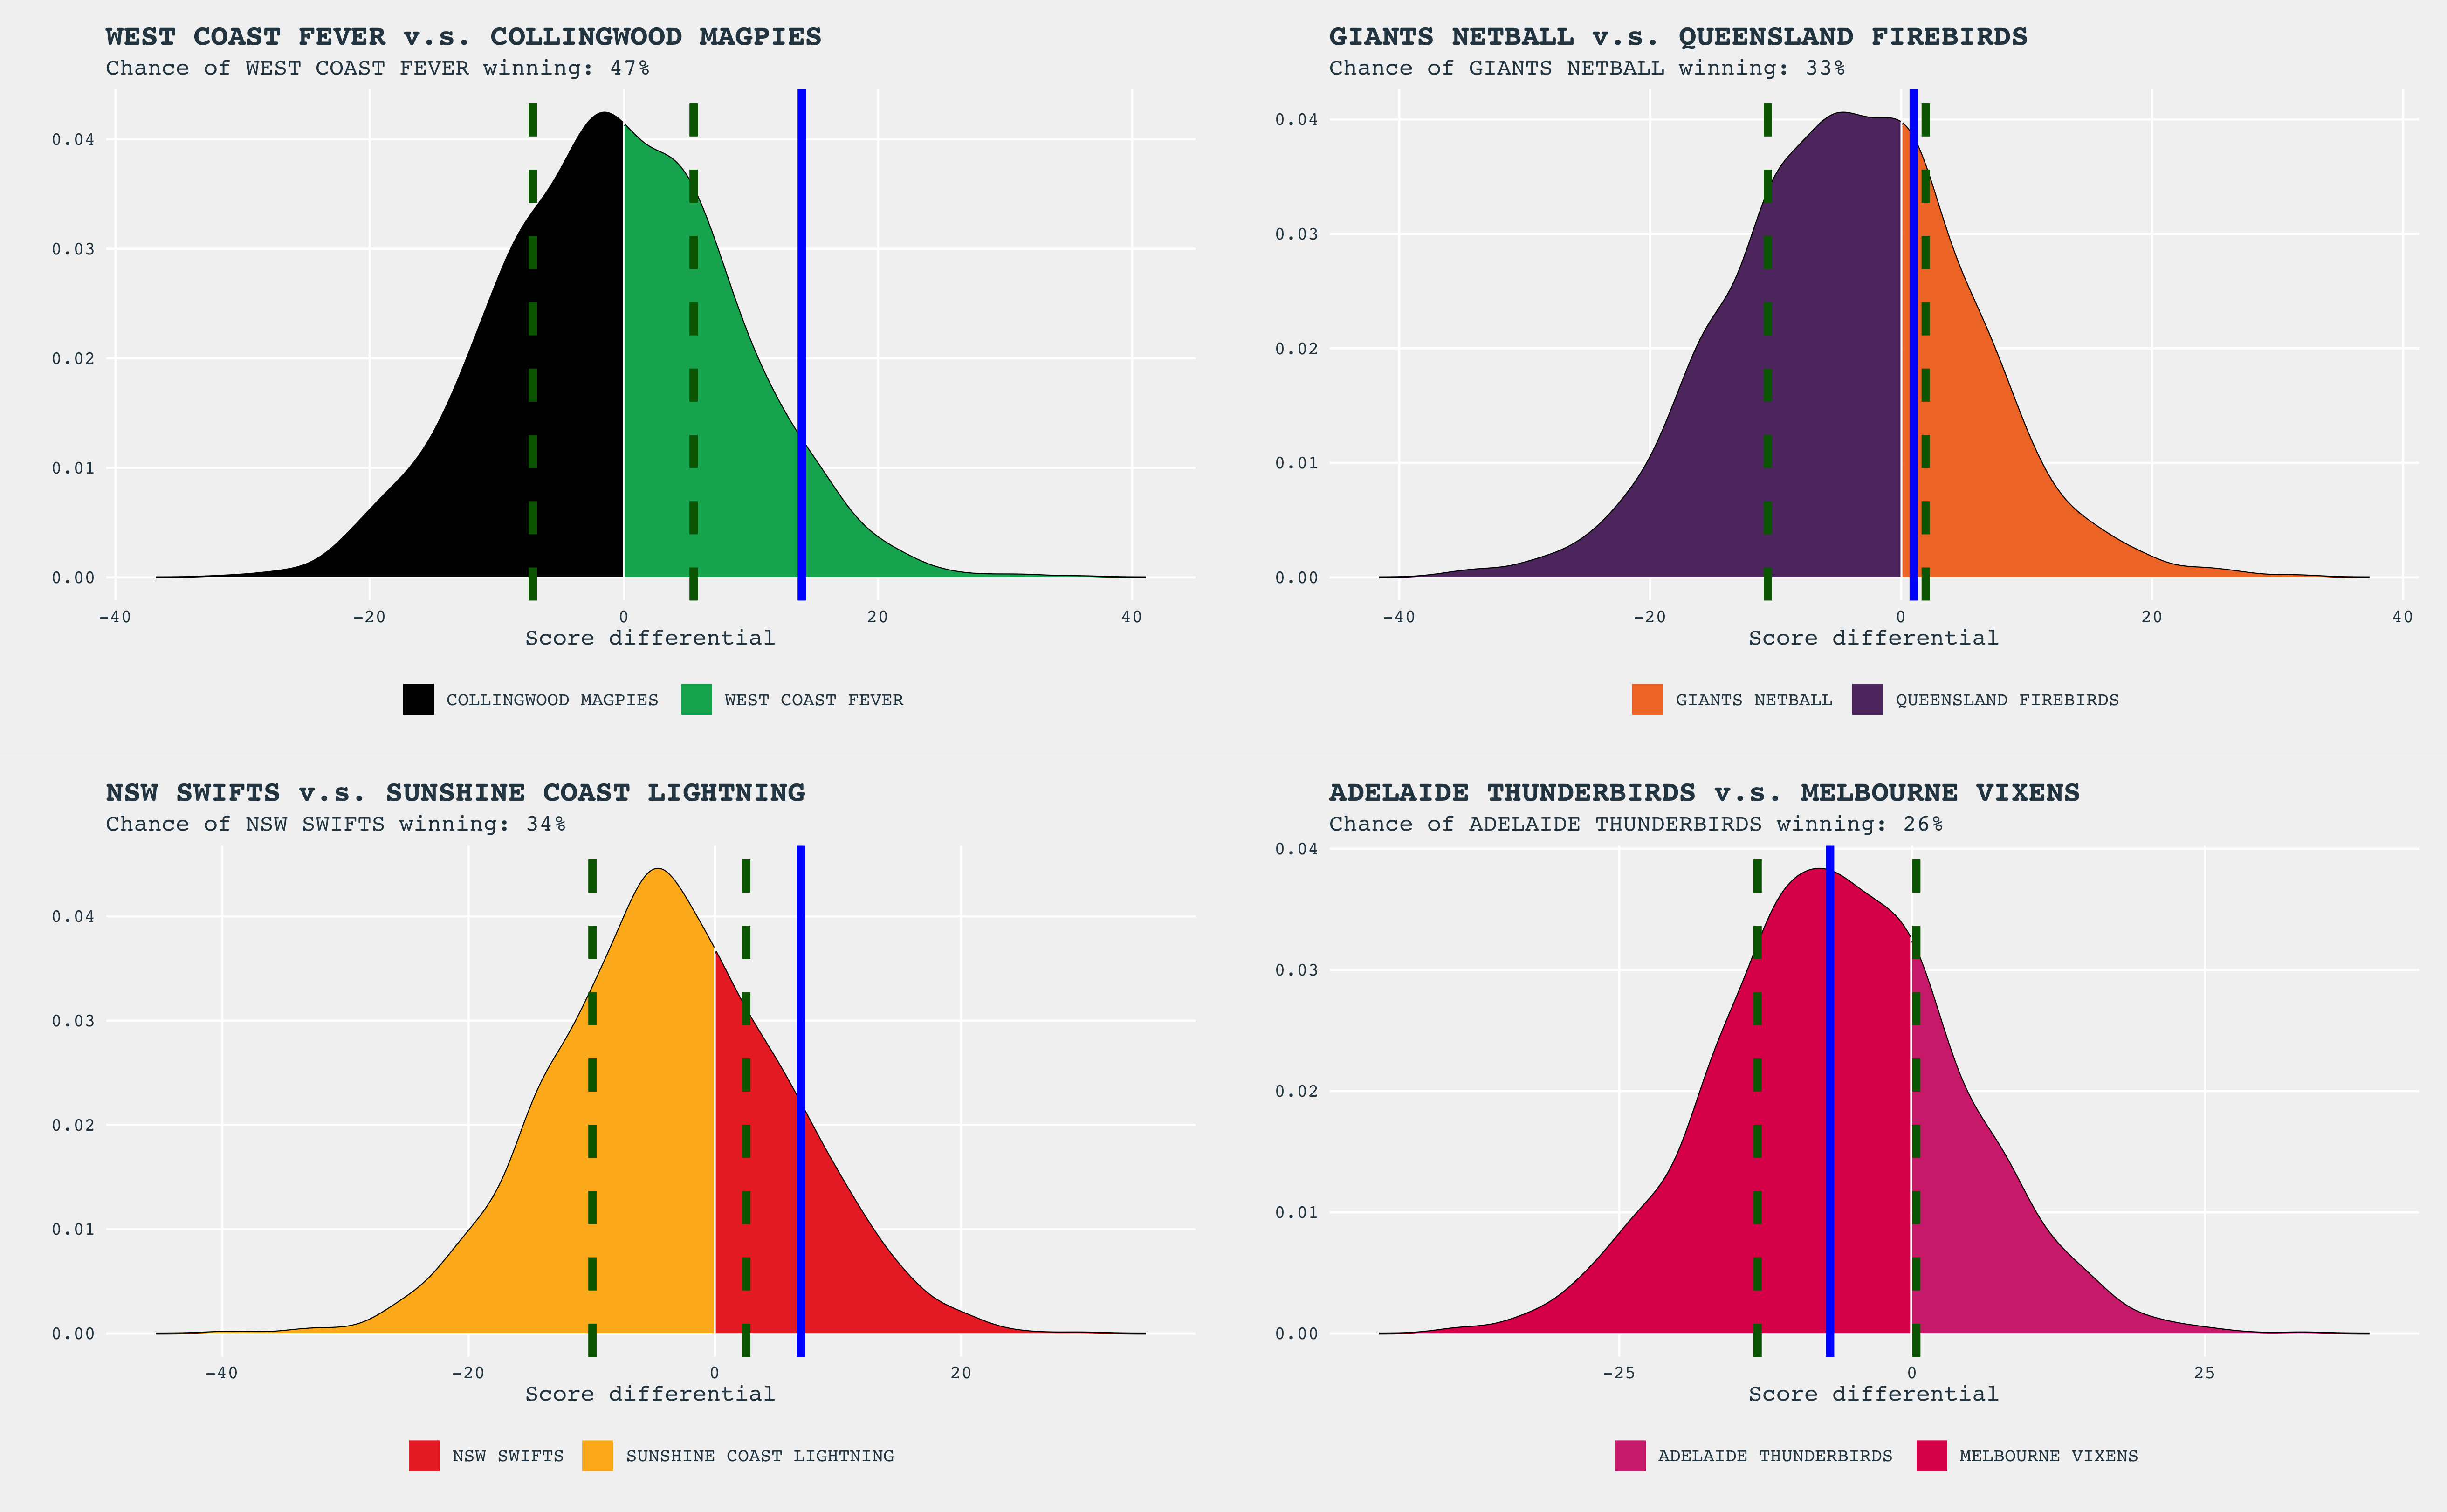 WEST COAST FEVER v.s. COLLINGWOOD MAGPIES
Chance of WEST COAST FEVER winning: 47%
0.04
0.03
0.02
0.01
0.00
-40 -20 0 20 40
Score differential
COLLINGWOOD MAGPIES WEST COAST FEVER
GIANTS NETBALL v.s. QUEENSLAND FIREBIRDS
Chance of GIANTS NETBALL winning: 33%
0.04
0.03
0.02
0.01
0.00
-40 -20 0 20 40
Score differential
GIANTS NETBALL QUEENSLAND FIREBIRDS
NSW SWIFTS v.s. SUNSHINE COAST LIGHTNING
Chance of NSW SWIFTS winning: 34%
0.04
0.03
0.02
0.01
0.00
-40 -20 0 20
Score differential
NSW SWIFTS SUNSHINE COAST LIGHTNING
ADELAIDE THUNDERBIRDS v.s. MELBOURNE VIXENS
Chance of ADELAIDE THUNDERBIRDS winning: 26%
0.04
0.03
0.02
0.01
0.00
-25 0 25
Score differential
ADELAIDE THUNDERBIRDS MELBOURNE VIXENS